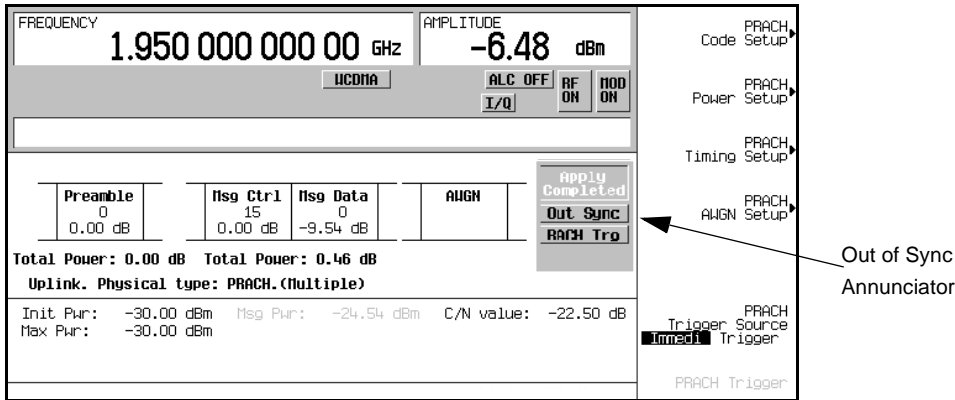 FREQUENCY
1.950 000 000 00 GHz
AMPLITUDE
-6.48 dBm
WCDMA
ALC OFF
I/Q
RF ON
MOD ON
Preamble
0
0.00 dB
Msg Ctrl
15
0.00 dB
Msg Data
0
-9.54 dB
AWGN
Apply
Completed
Out Sync
RACH Trg
Total Power: 0.00 dB Total Power: 0.46 dB
Uplink. Physical type: PRACH.(Multiple)
Init Pwr: -30.00 dBm Msg Pwr: -24.54 dBm C/N value: -22.50 dB
Max Pwr: -30.00 dBm
PRACH
Code Setup
PRACH
Power Setup
PRACH
Timing Setup
PRACH
AWGN Setup
PRACH
Trigger Source
Immedi Trigger
PRACH Trigger
Out of Sync
Annunciator